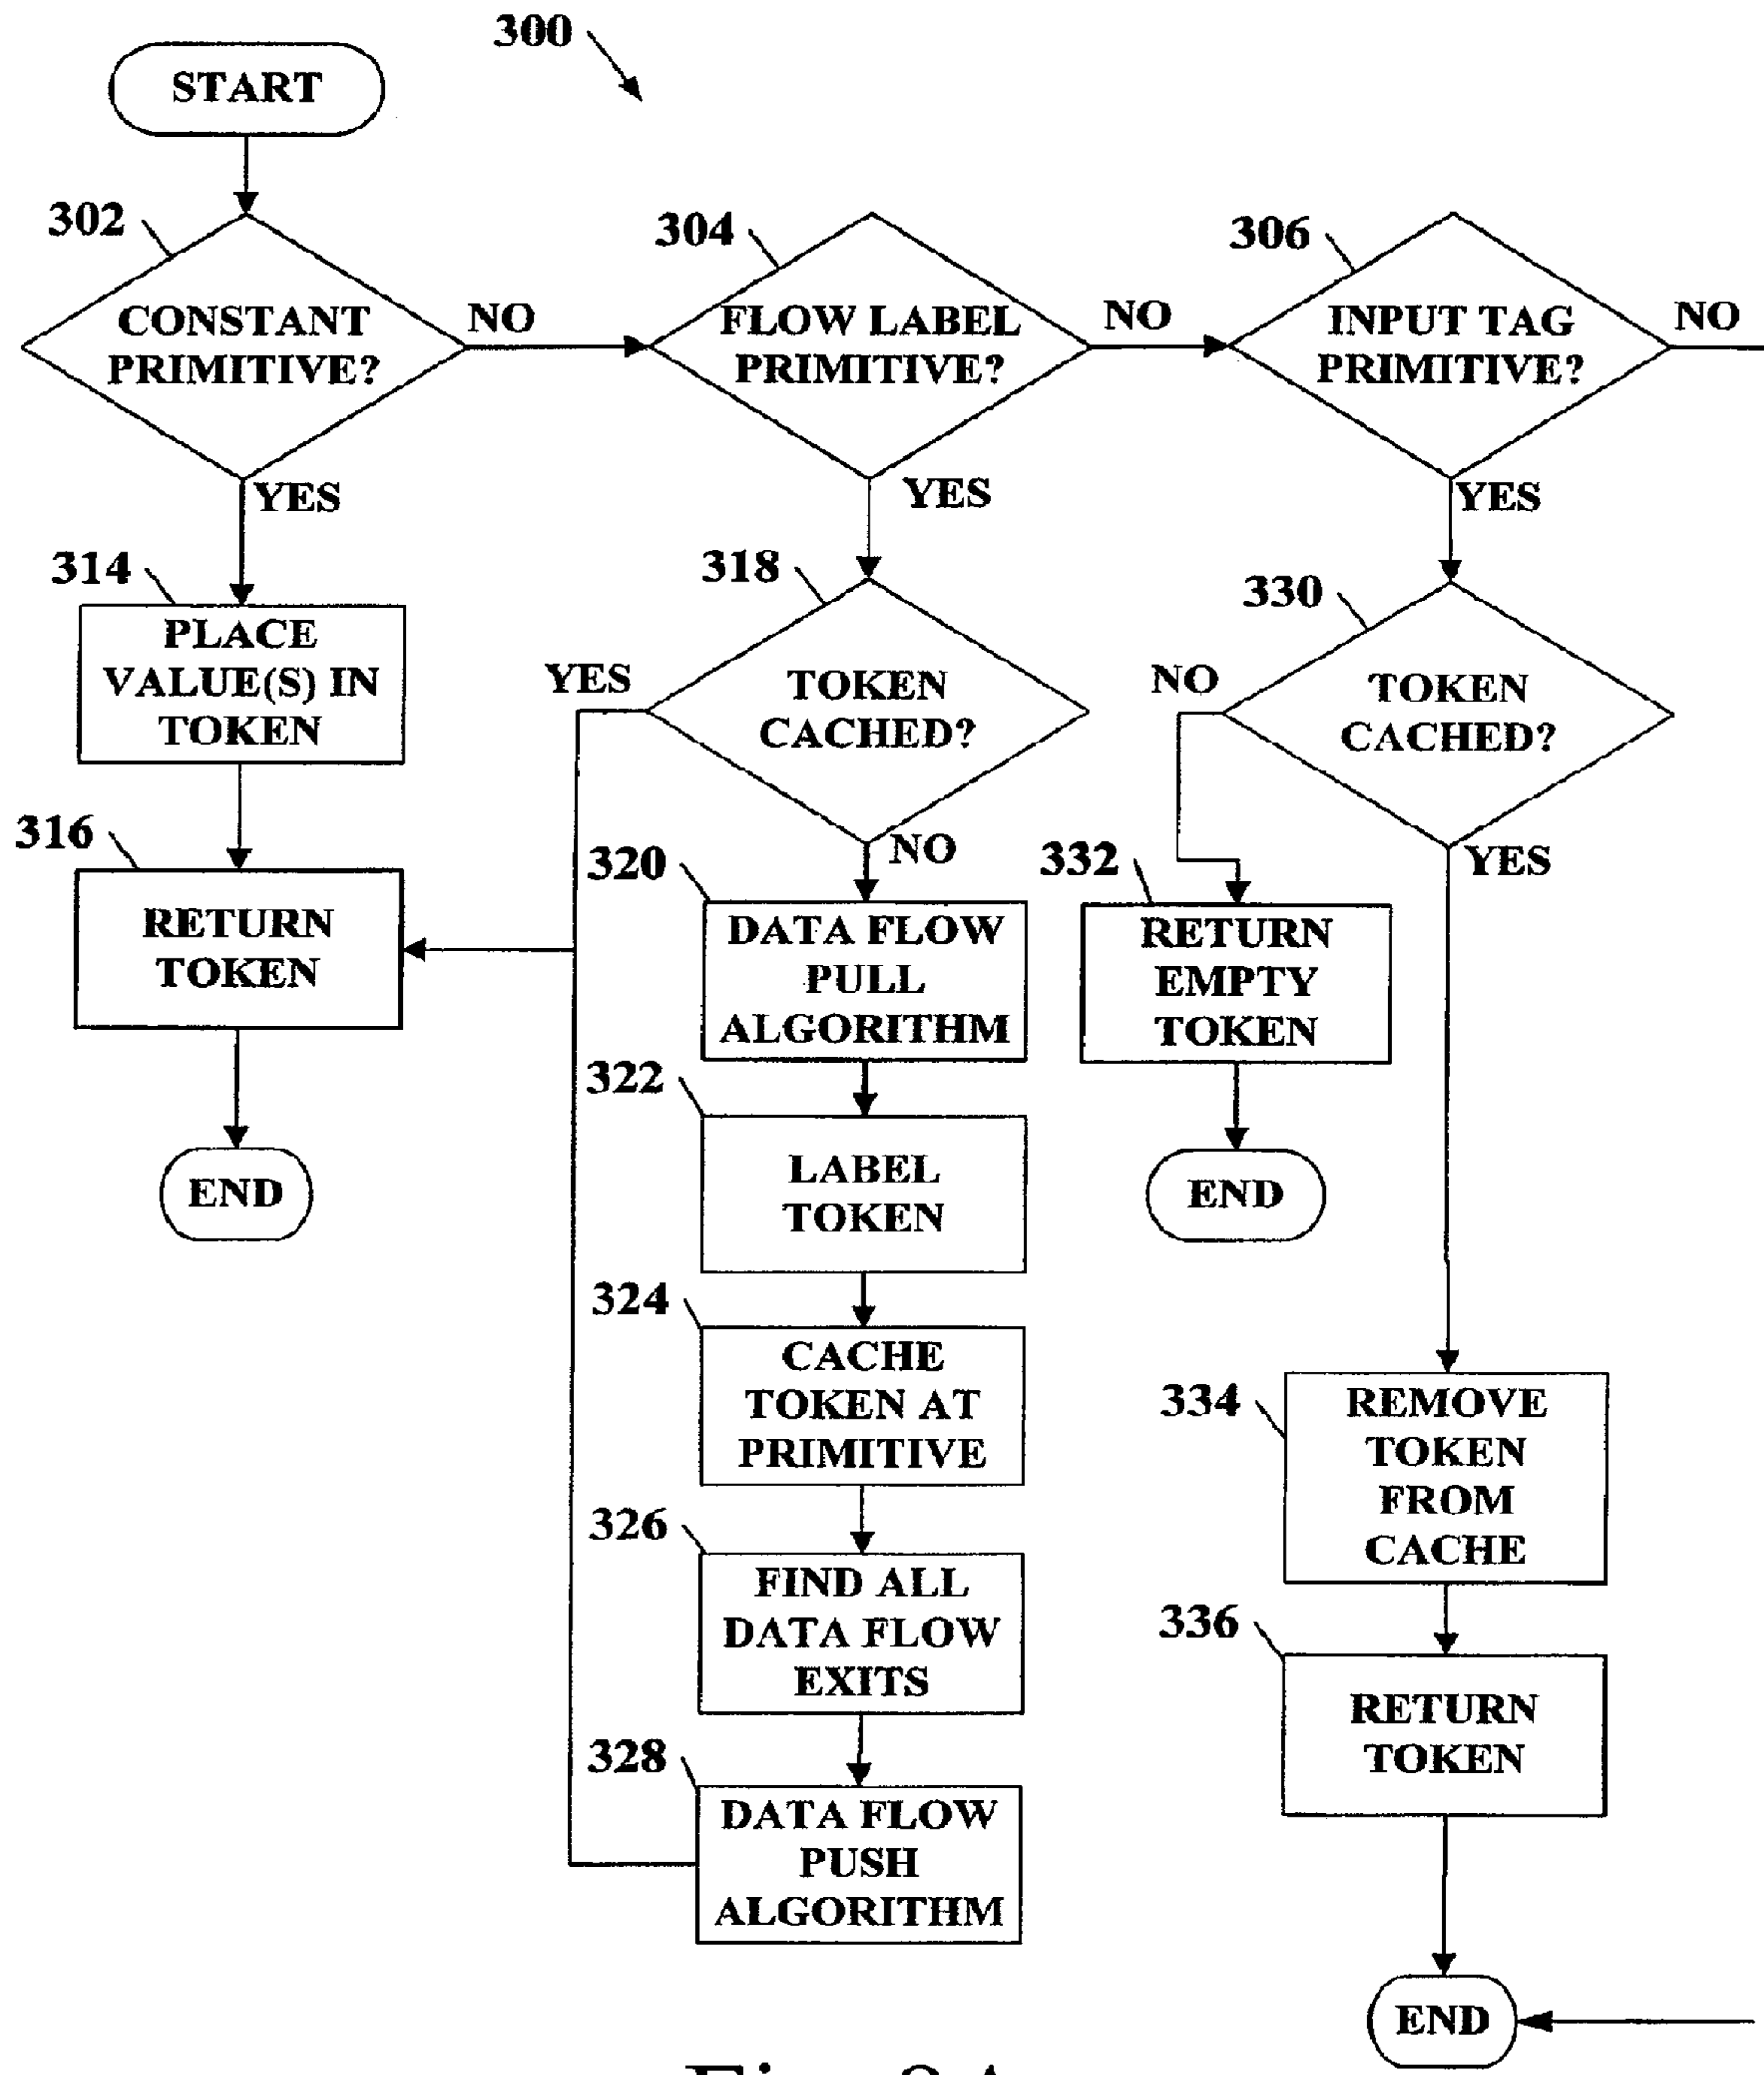 300
START
302
CONSTANT
PRIMITIVE?
NO
YES
304
FLOW LABEL
PRIMITIVE?
NO
YES
306
INPUT TAG
PRIMITIVE?
NO
YES
314
PLACE
VALUE(S) IN
TOKEN
316
RETURN
TOKEN
END
318
TOKEN
CACHED?
YES
NO
320
DATA FLOW
PULL
ALGORITHM
322
LABEL
TOKEN
324
CACHE
TOKEN AT
PRIMITIVE
326
FIND ALL
DATA FLOW
EXITS
328
DATA FLOW
PUSH
ALGORITHM
330
TOKEN
CACHED?
NO
YES
332
RETURN
EMPTY
TOKEN
END
334
REMOVE
TOKEN
FROM
CACHE
336
RETURN
TOKEN
END